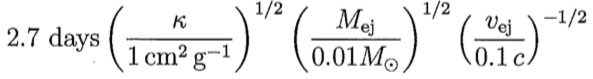 2.7 days (κ / 1 cm² g⁻¹)^{1/2} (M_ej / 0.01M_⊙)^{1/2} (v_ej / 0.1 c)^{−1/2}